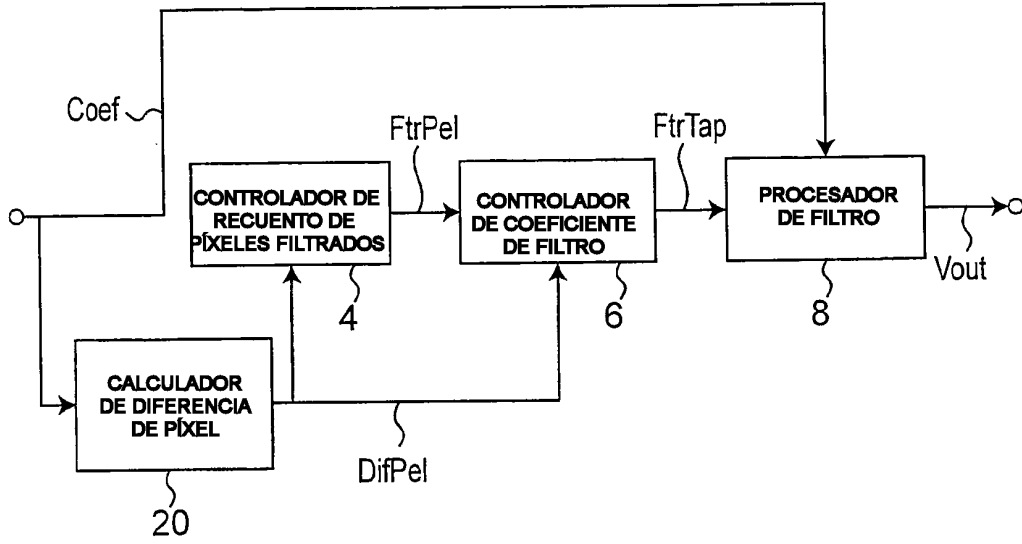 Coef
FtrPel
FtrTap
CONTROLADOR DE
RECUENTO DE
PÍXELES FILTRADOS
CONTROLADOR
DE COEFICIENTE
DE FILTRO
PROCESADOR
DE FILTRO
Vout
4
6
8
CALCULADOR
DE DIFERENCIA
DE PÍXEL
DifPel
20